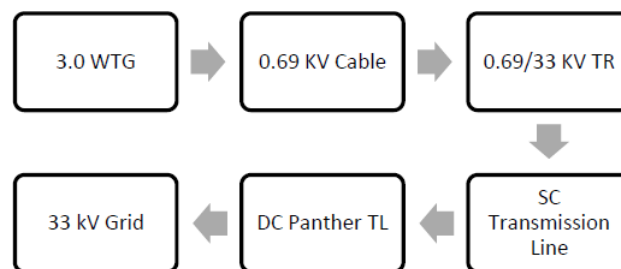 3.0 WTG
0.69 KV Cable
0.69/33 KV TR
SC
Transmission
Line
DC Panther TL
33 kV Grid